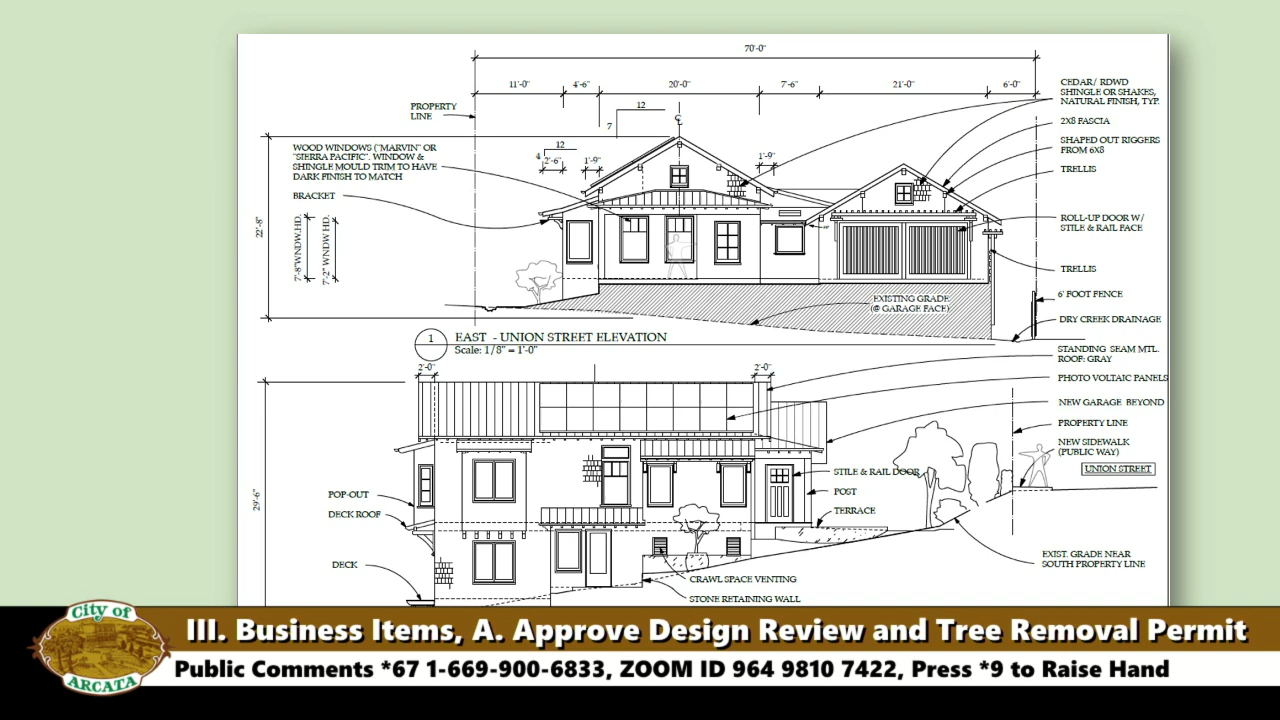 70'-0"
11'-0" 4'-6" 20'-0" 7'-6" 21'-0" 6'-0"
CEDAR/ RDWD
SHINGLE OR SHAKES,
NATURAL FINISH, TYP.
PROPERTY
LINE
12
7
2X8 FASCIA
WOOD WINDOWS ("MARVIN" OR
"SIERRA PACIFIC". WINDOW &
SHINGLE MOULD TRIM TO HAVE
DARK FINISH TO MATCH
12
4
2'-6" 1'-9" 1'-9"
SHAPED OUT RIGGERS
FROM 6X8
TRELLIS
BRACKET
22'-8"
7'-8"WNDW.HD.
7'-2" WNDW HD.
ROLL-UP DOOR W/
STILE & RAIL FACE
TRELLIS
EXISTING GRADE
(@ GARAGE FACE)
6' FOOT FENCE
DRY CREEK DRAINAGE
1
EAST - UNION STREET ELEVATION
Scale: 1/8" = 1'-0"
STANDING SEAM MTL.
ROOF: GRAY
2'-0" 2'-0"
PHOTO VOLTAIC PANELS
NEW GARAGE BEYOND
PROPERTY LINE
NEW SIDEWALK
(PUBLIC WAY)
UNION STREET
29'-6"
STILE & RAIL DOOR
POP-OUT
POST
DECK ROOF
TERRACE
DECK
EXIST. GRADE NEAR
SOUTH PROPERTY LINE
CRAWL SPACE VENTING
STONE RETAINING WALL
City of
ARCATA
III. Business Items, A. Approve Design Review and Tree Removal Permit
Public Comments *67 1-669-900-6833, ZOOM ID 964 9810 7422, Press *9 to Raise Hand